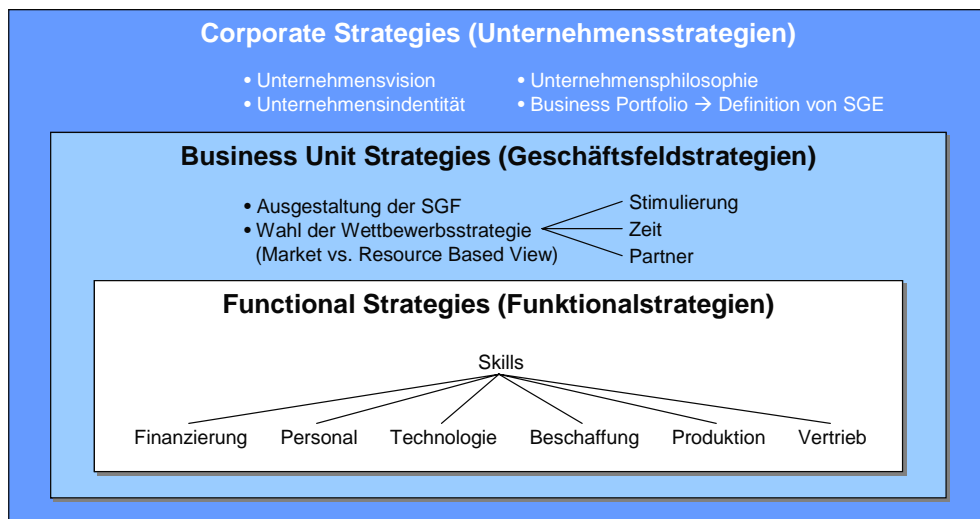 Corporate Strategies (Unternehmensstrategien)
• Unternehmensvision
• Unternehmensindentität
• Unternehmensphilosophie
• Business Portfolio → Definition von SGE
Business Unit Strategies (Geschäftsfeldstrategien)
• Ausgestaltung der SGF
• Wahl der Wettbewerbsstrategie
(Market vs. Resource Based View)
Stimulierung
Zeit
Partner
Functional Strategies (Funktionalstrategien)
Skills
Finanzierung Personal Technologie Beschaffung Produktion Vertrieb